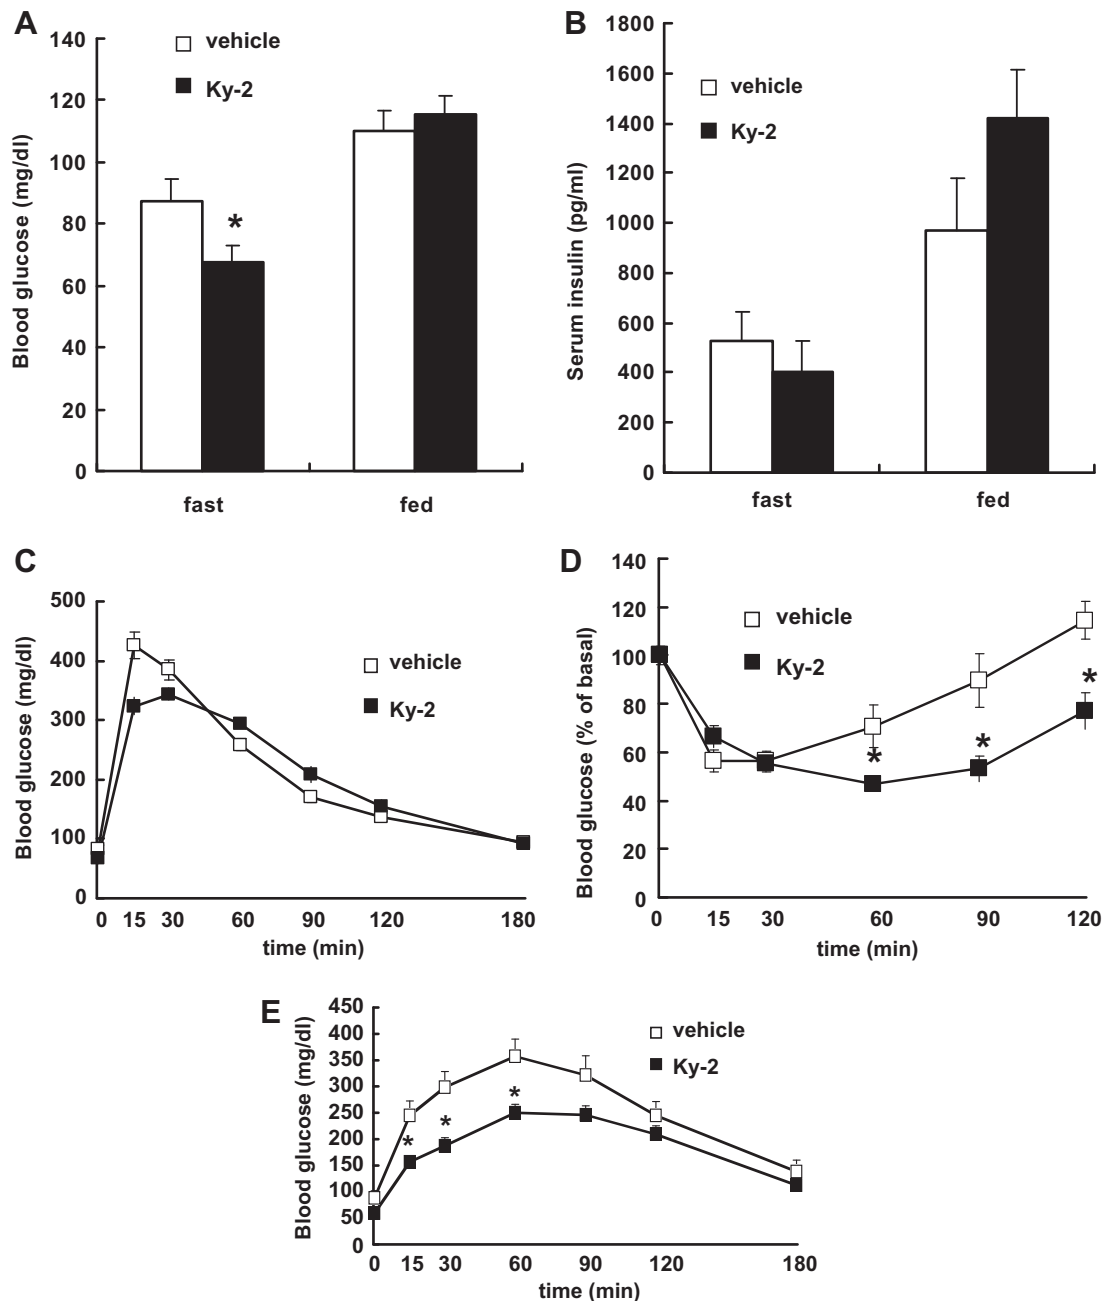 A
Blood glucose (mg/dl)
140
120
100
80
60
40
20
0
vehicle
Ky-2
*
fast
fed
B
Serum insulin (pg/ml)
1800
1600
1400
1200
1000
800
600
400
200
0
vehicle
Ky-2
fast
fed
C
Blood glucose (mg/dl)
500
400
300
200
100
0
vehicle
Ky-2
0 15 30 60 90 120 180
time (min)
D
Blood glucose (% of basal)
140
120
100
80
60
40
20
0
vehicle
Ky-2
*
*
*
0 15 30 60 90 120
time (min)
E
Blood glucose (mg/dl)
450
400
350
300
250
200
150
100
50
0
vehicle
Ky-2
*
*
*
0 15 30 60 90 120 180
time (min)